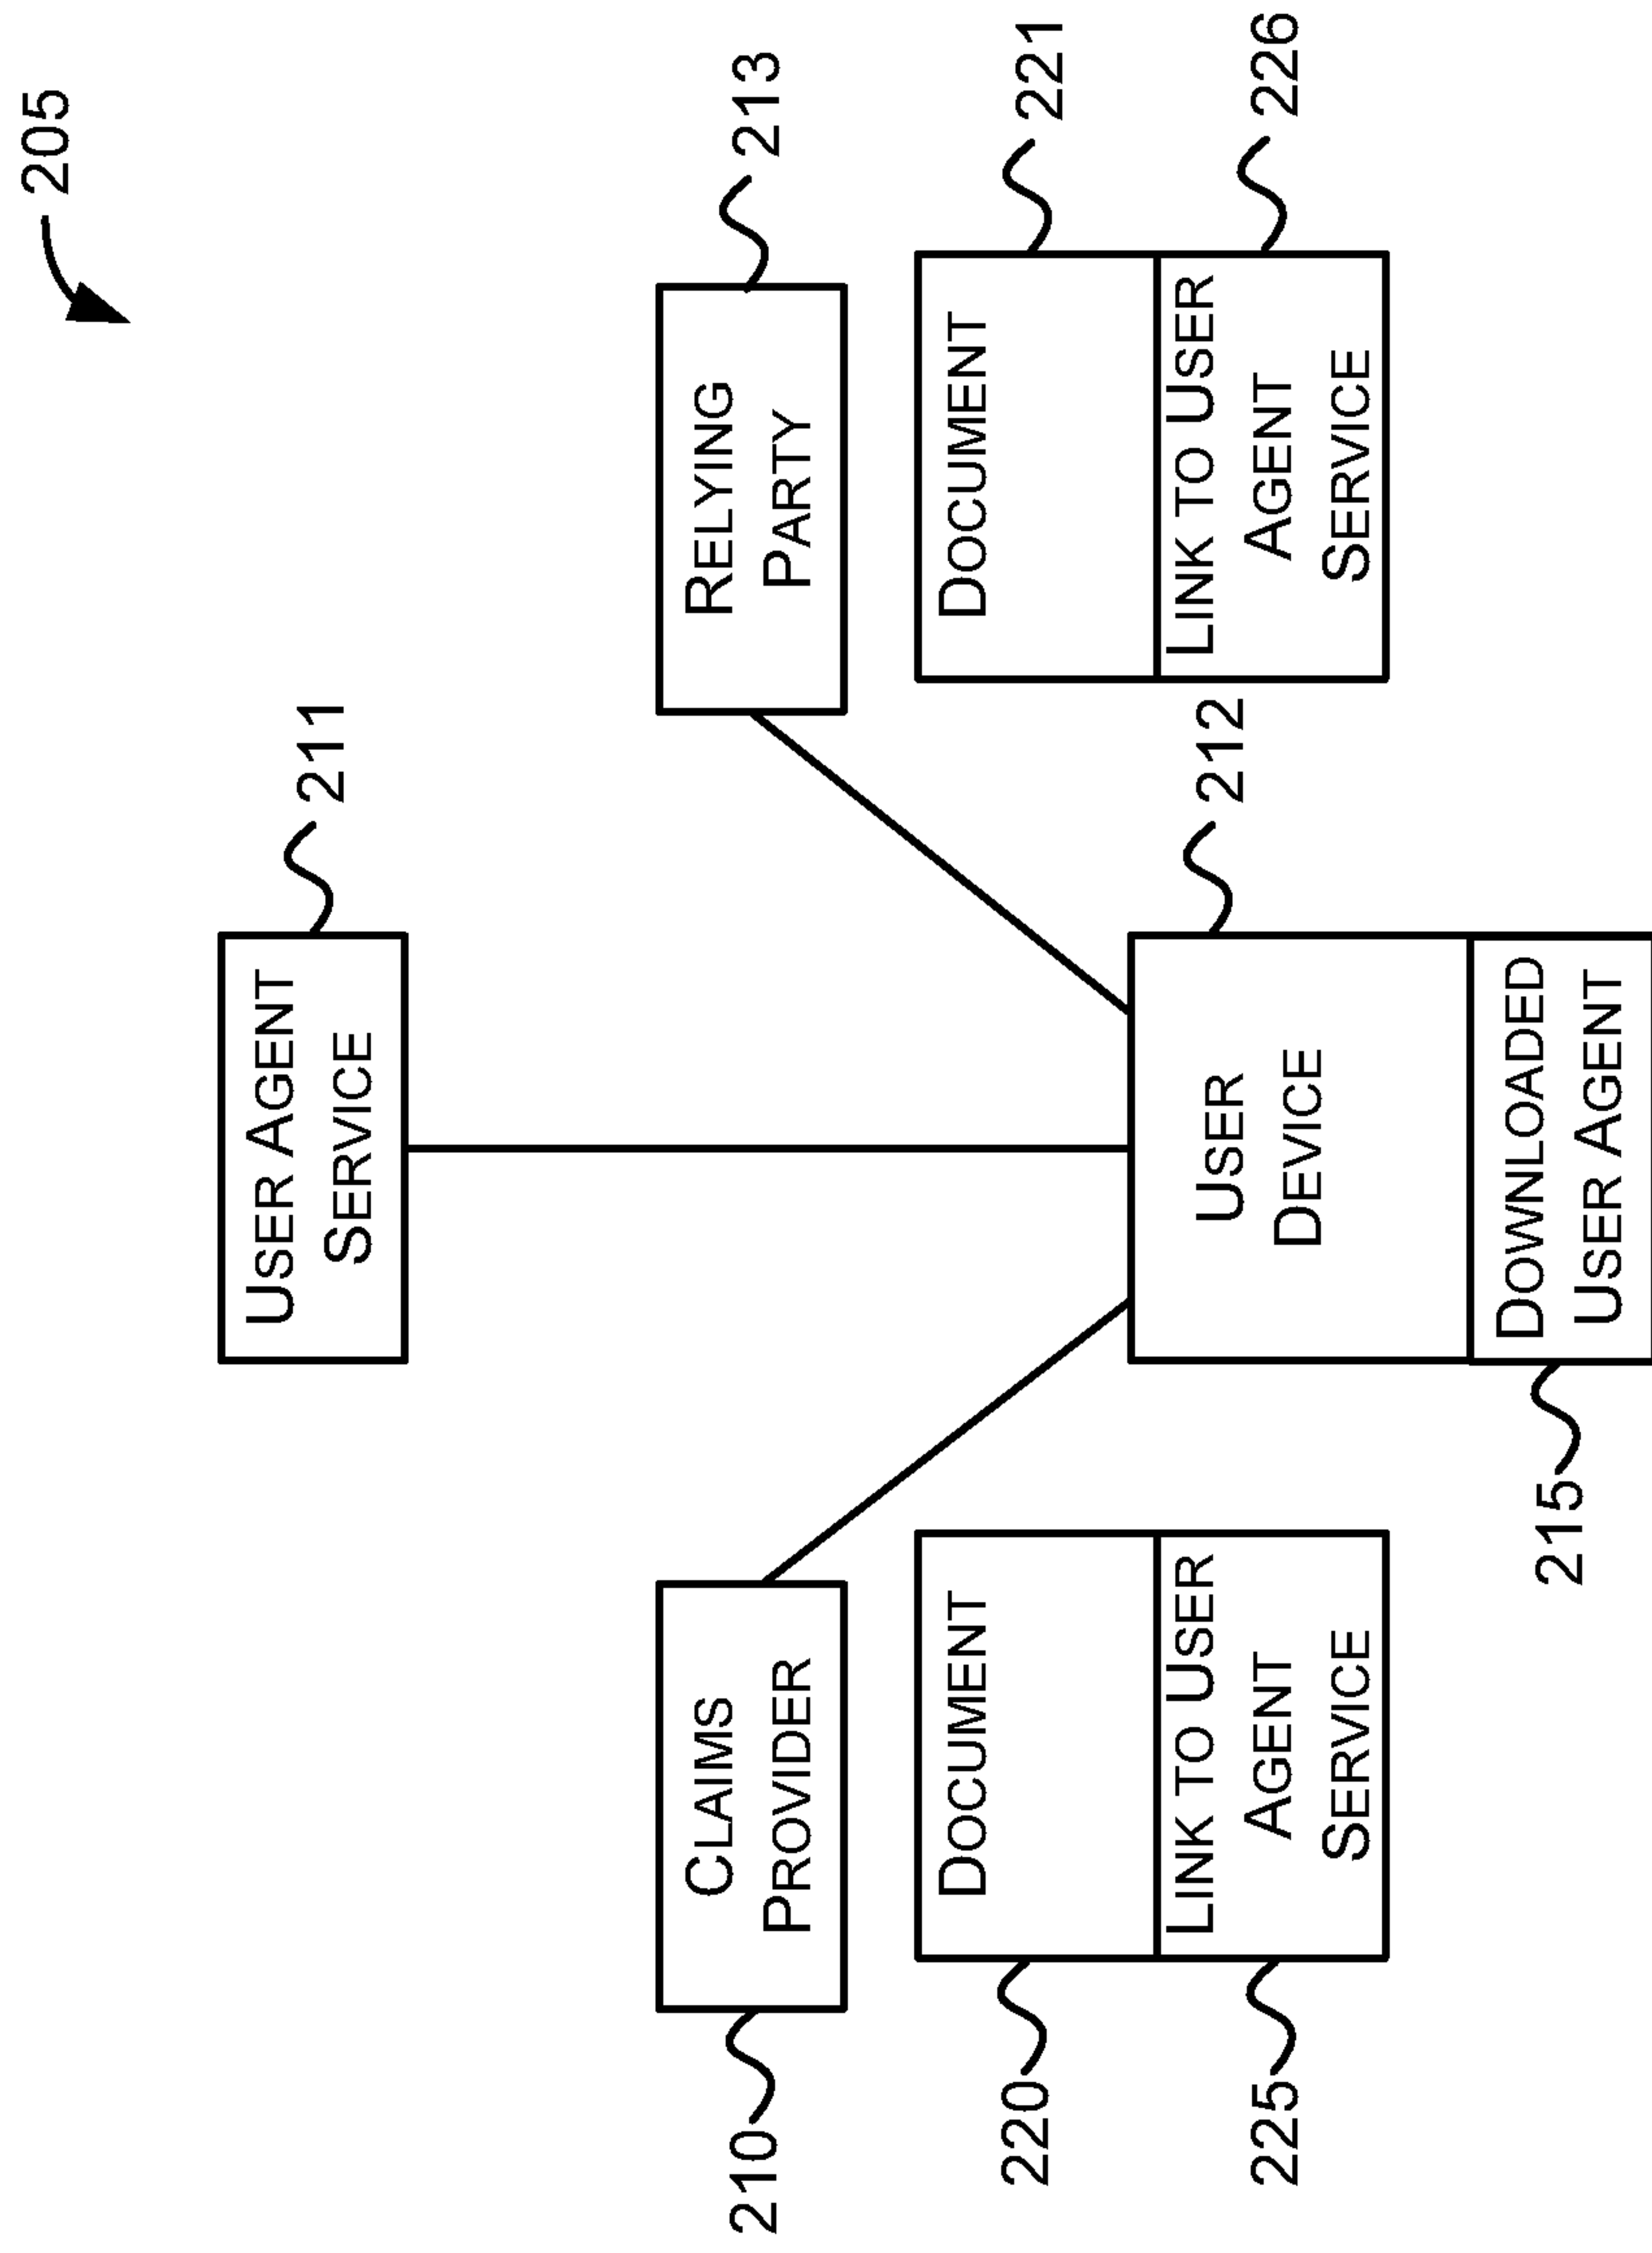 205
USER AGENT
SERVICE
211
CLAIMS
PROVIDER
210
RELYING
PARTY
213
DOCUMENT
220
LINK TO USER
AGENT
SERVICE
225
DOCUMENT
221
LINK TO USER
AGENT
SERVICE
226
USER
DEVICE
212
DOWNLOADED
USER AGENT
215